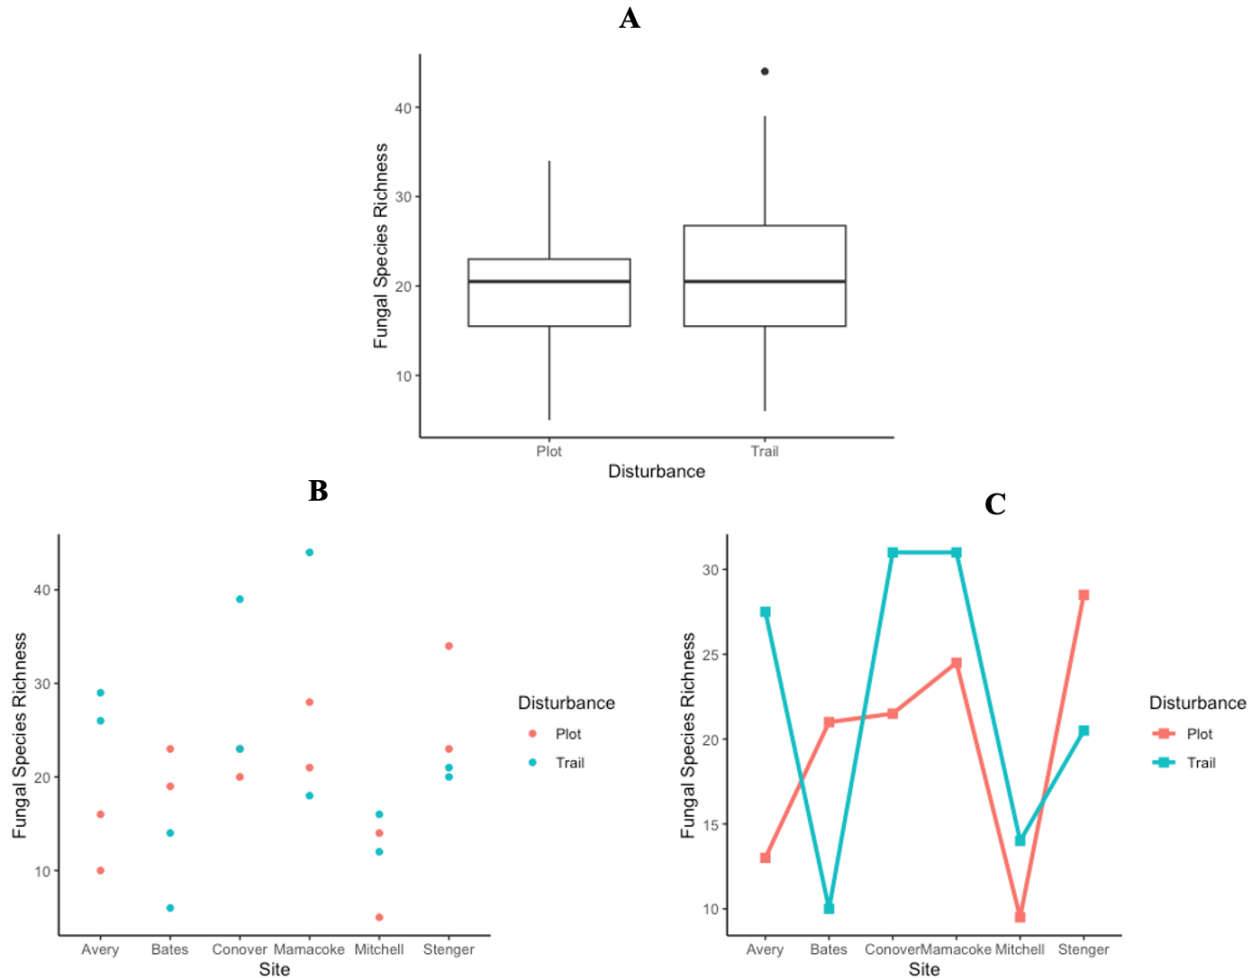 A
Fungal Species Richness
40
30
20
10
Plot
Trail
Disturbance
B
Fungal Species Richness
40
30
20
10
Avery
Bates
Conover
Mamacoke
Mitchell
Stenger
Site
Disturbance
Plot
Trail
C
Fungal Species Richness
30
25
20
15
10
Avery
Bates
Conover
Mamacoke
Mitchell
Stenger
Site
Disturbance
Plot
Trail